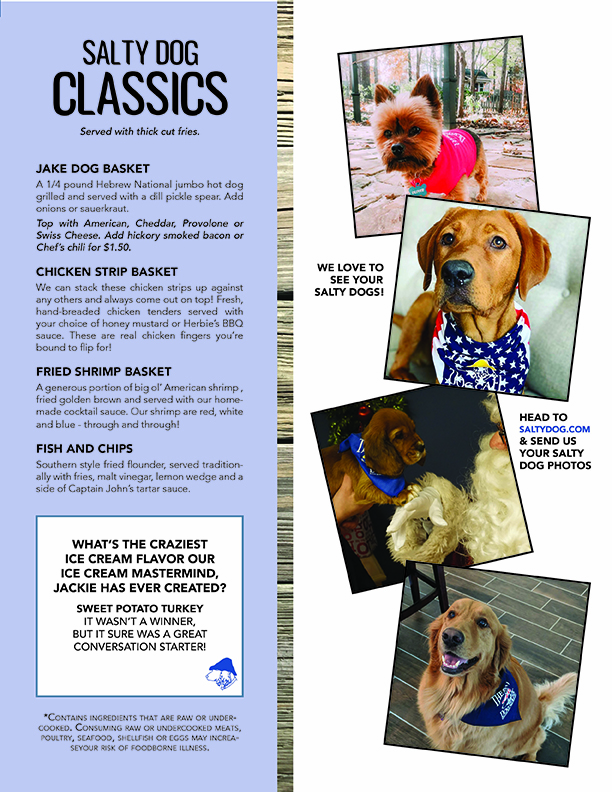 SALTY DOG
CLASSICS
Served with thick cut fries.
JAKE DOG BASKET
A 1/4 pound Hebrew National jumbo hot dog
grilled and served with a dill pickle spear. Add
onions or sauerkraut.
Top with American, Cheddar, Provolone or
Swiss Cheese. Add hickory smoked bacon or
Chef's chili for $1.50.
CHICKEN STRIP BASKET
We can stack these chicken strips up against
any others and always come out on top! Fresh,
hand-breaded chicken tenders served with
your choice of honey mustard or Herbie's BBQ
sauce. These are real chicken fingers you're
bound to flip for!
FRIED SHRIMP BASKET
A generous portion of big ol' American shrimp ,
fried golden brown and served with our home-
made cocktail sauce. Our shrimp are red, white
and blue - through and through!
FISH AND CHIPS
Southern style fried flounder, served tradition-
ally with fries, malt vinegar, lemon wedge and a
side of Captain John's tartar sauce.
WHAT'S THE CRAZIEST
ICE CREAM FLAVOR OUR
ICE CREAM MASTERMIND,
JACKIE HAS EVER CREATED?
SWEET POTATO TURKEY
IT WASN'T A WINNER,
BUT IT SURE WAS A GREAT
CONVERSATION STARTER!
*CONTAINS INGREDIENTS THAT ARE RAW OR UNDER-
COOKED. CONSUMING RAW OR UNDERCOOKED MEATS,
POULTRY, SEAFOOD, SHELLFISH OR EGGS MAY INCREA-
SEYOUR RISK OF FOODBORNE ILLNESS.
WE LOVE TO
SEE YOUR
SALTY DOGS!
HEAD TO
SALTYDOG.COM
& SEND US
YOUR SALTY
DOG PHOTOS